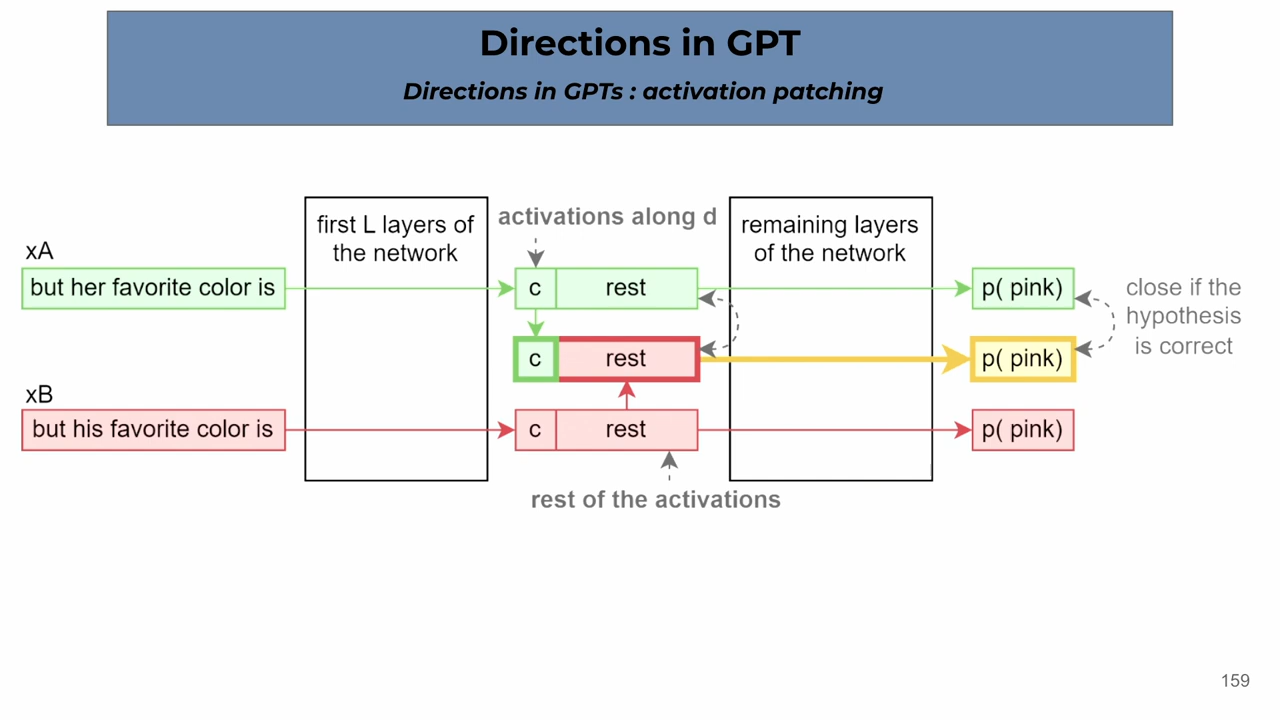 Directions in GPT
Directions in GPTs : activation patching
first L layers of
the network
activations along d
remaining layers
of the network
xA
but her favorite color is
c
rest
p( pink)
close if the
hypothesis
is correct
c
rest
p( pink)
xB
but his favorite color is
c
rest
p( pink)
rest of the activations
159